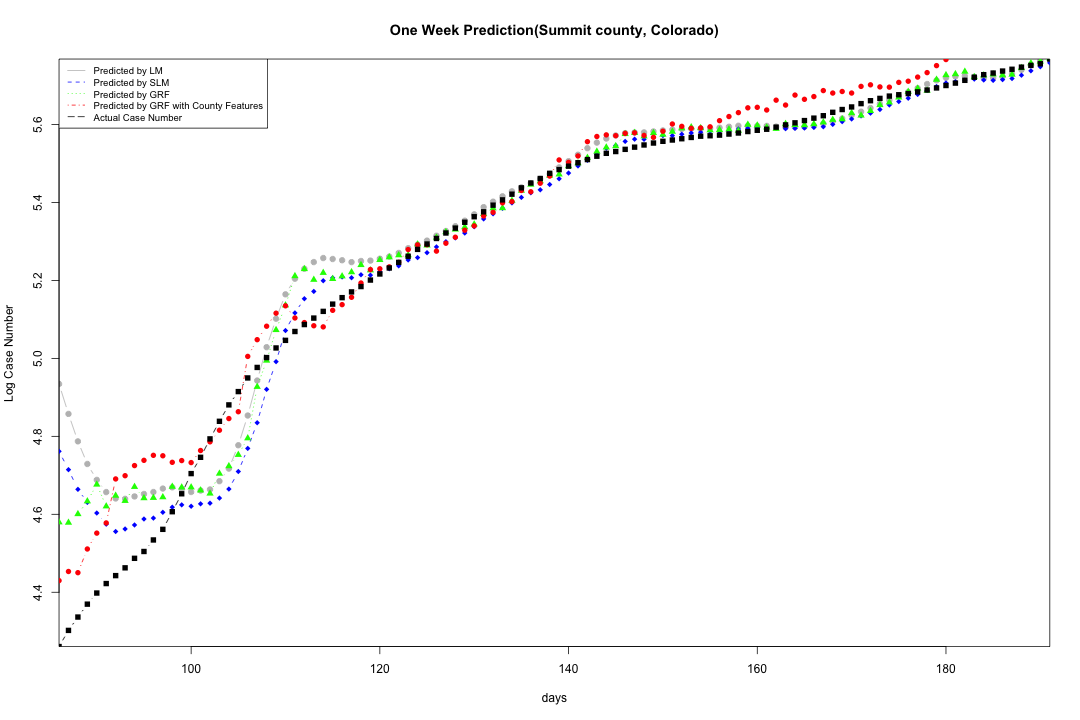 One Week Prediction(Summit county, Colorado)
Predicted by LM
Predicted by SLM
Predicted by GRF
Predicted by GRF with County Features
Actual Case Number
Log Case Number
5.6
5.4
5.2
5.0
4.8
4.6
4.4
100 120 140 160 180
days